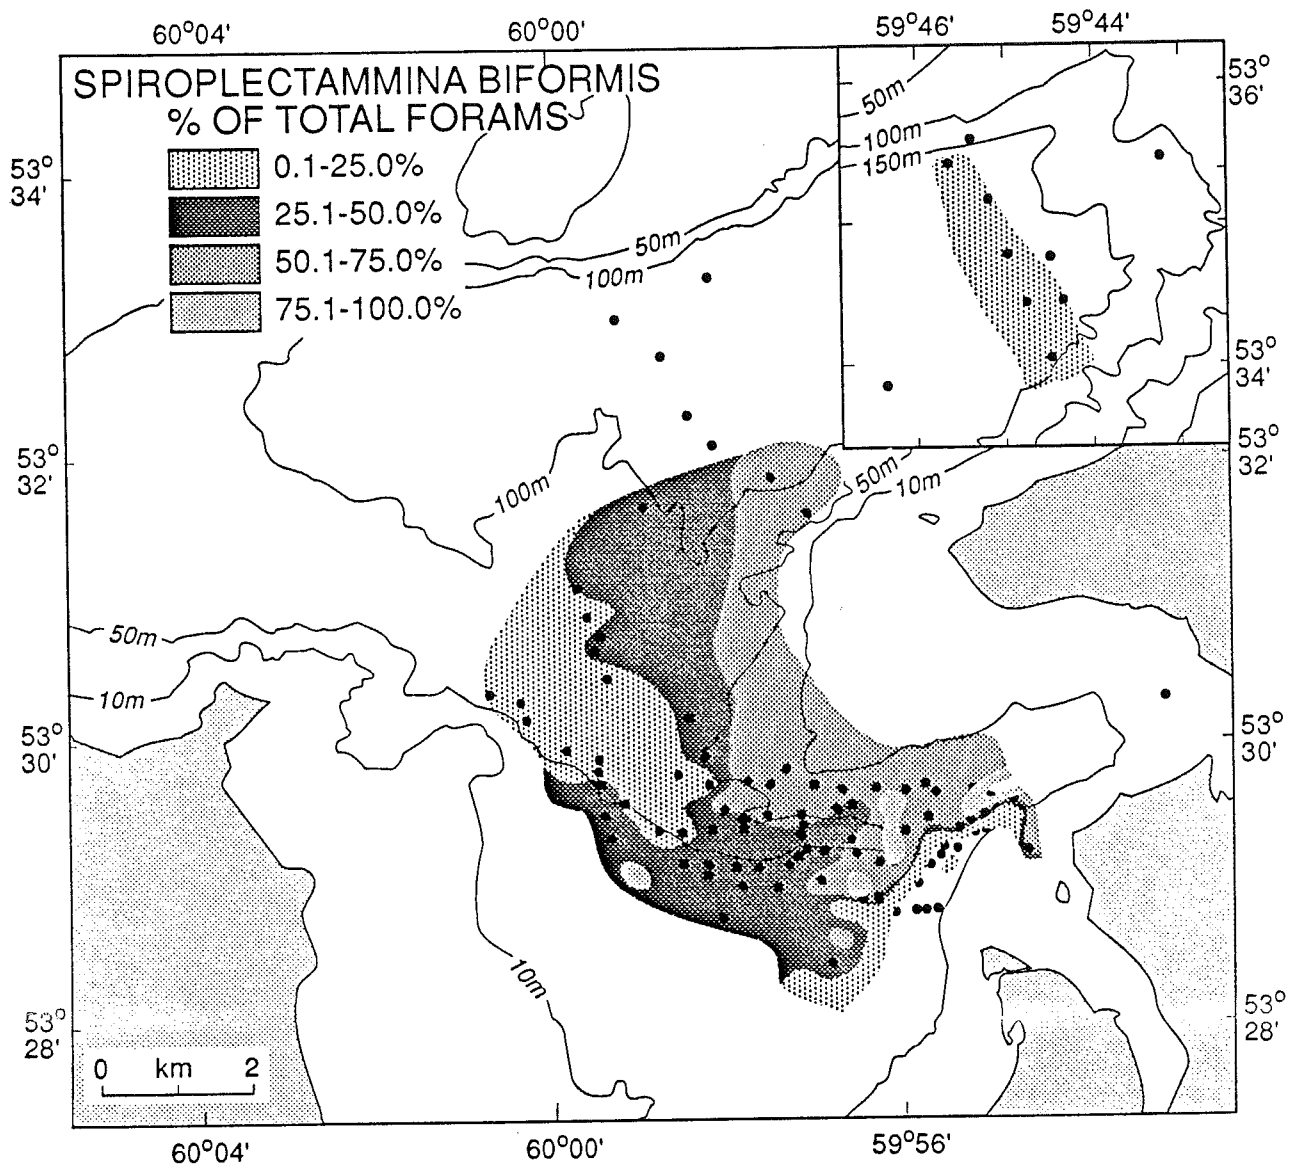 60°04'
60°00'
59°46'
59°44'
SPIROPLECTAMMINA BIFORMIS
% OF TOTAL FORAMS
0.1-25.0%
25.1-50.0%
50.1-75.0%
75.1-100.0%
53°
34'
50m
100m
150m
53°
36'
50m
100m
53°
34'
53°
32'
100m
50m
10m
53°
32'
50m
10m
53°
30'
53°
30'
10m
53°
28'
53°
28'
0 km 2
60°04'
60°00'
59°56'